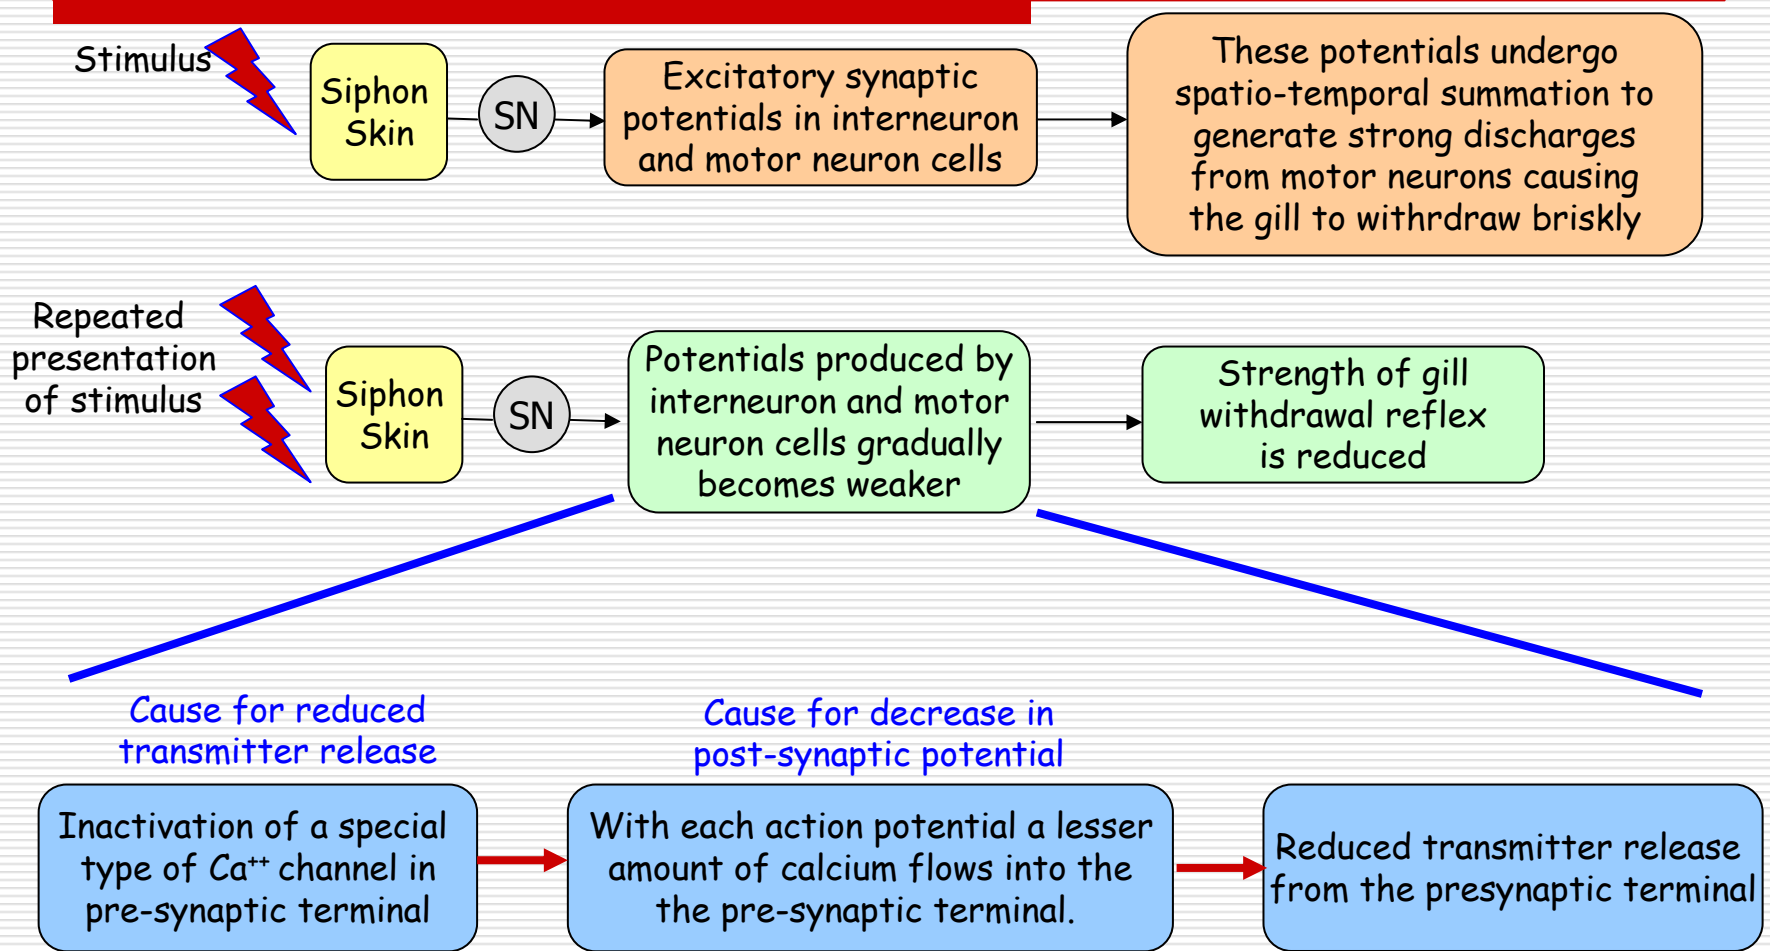 Stimulus
Siphon
Skin
SN
Excitatory synaptic
potentials in interneuron
and motor neuron cells
These potentials undergo
spatio-temporal summation to
generate strong discharges
from motor neurons causing
the gill to withrdraw briskly
Repeated
presentation
of stimulus
Siphon
Skin
SN
Potentials produced by
interneuron and motor
neuron cells gradually
becomes weaker
Strength of gill
withdrawal reflex
is reduced
Cause for reduced
transmitter release
Cause for decrease in
post-synaptic potential
Inactivation of a special
type of Ca⁺⁺ channel in
pre-synaptic terminal
With each action potential a lesser
amount of calcium flows into the
the pre-synaptic terminal.
Reduced transmitter release
from the presynaptic terminal